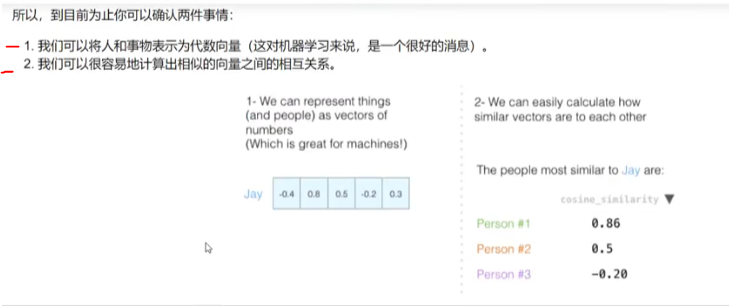 所以，到目前为止你可以确认两件事情：
1. 我们可以将人和事物表示为代数向量（这对机器学习来说，是一个很好的消息）。
2. 我们可以很容易地计算出相似的向量之间的相互关系。
1- We can represent things
(and people) as vectors of
numbers
(Which is great for machines!)
Jay -0.4 0.8 0.5 -0.2 0.3
2- We can easily calculate how
similar vectors are to each other
The people most similar to Jay are:
cosine_similarity ▼
Person #1 0.86
Person #2 0.5
Person #3 -0.20